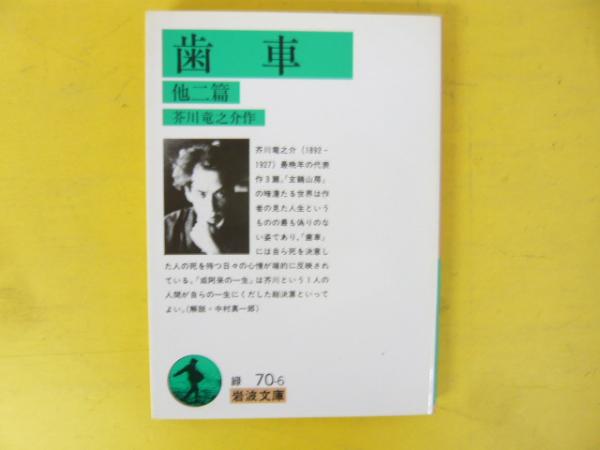 歯車
他二篇
芥川竜之介作
芥川竜之介(1892-
1927)最晩年の代表
作3篇。「玄鶴山房」
の暗澹たる世界は作
者の見た人生という
ものの最も偽りのな
い姿であり,「歯車」
には自ら死を決意し
た人の死を待つ日々の心情が端的に反映され
ている。「或阿呆の一生」は芥川という1人の
人間が自らの一生にくだした総決算といって
よい。(解説・中村真一郎)
緑 70-6
岩波文庫